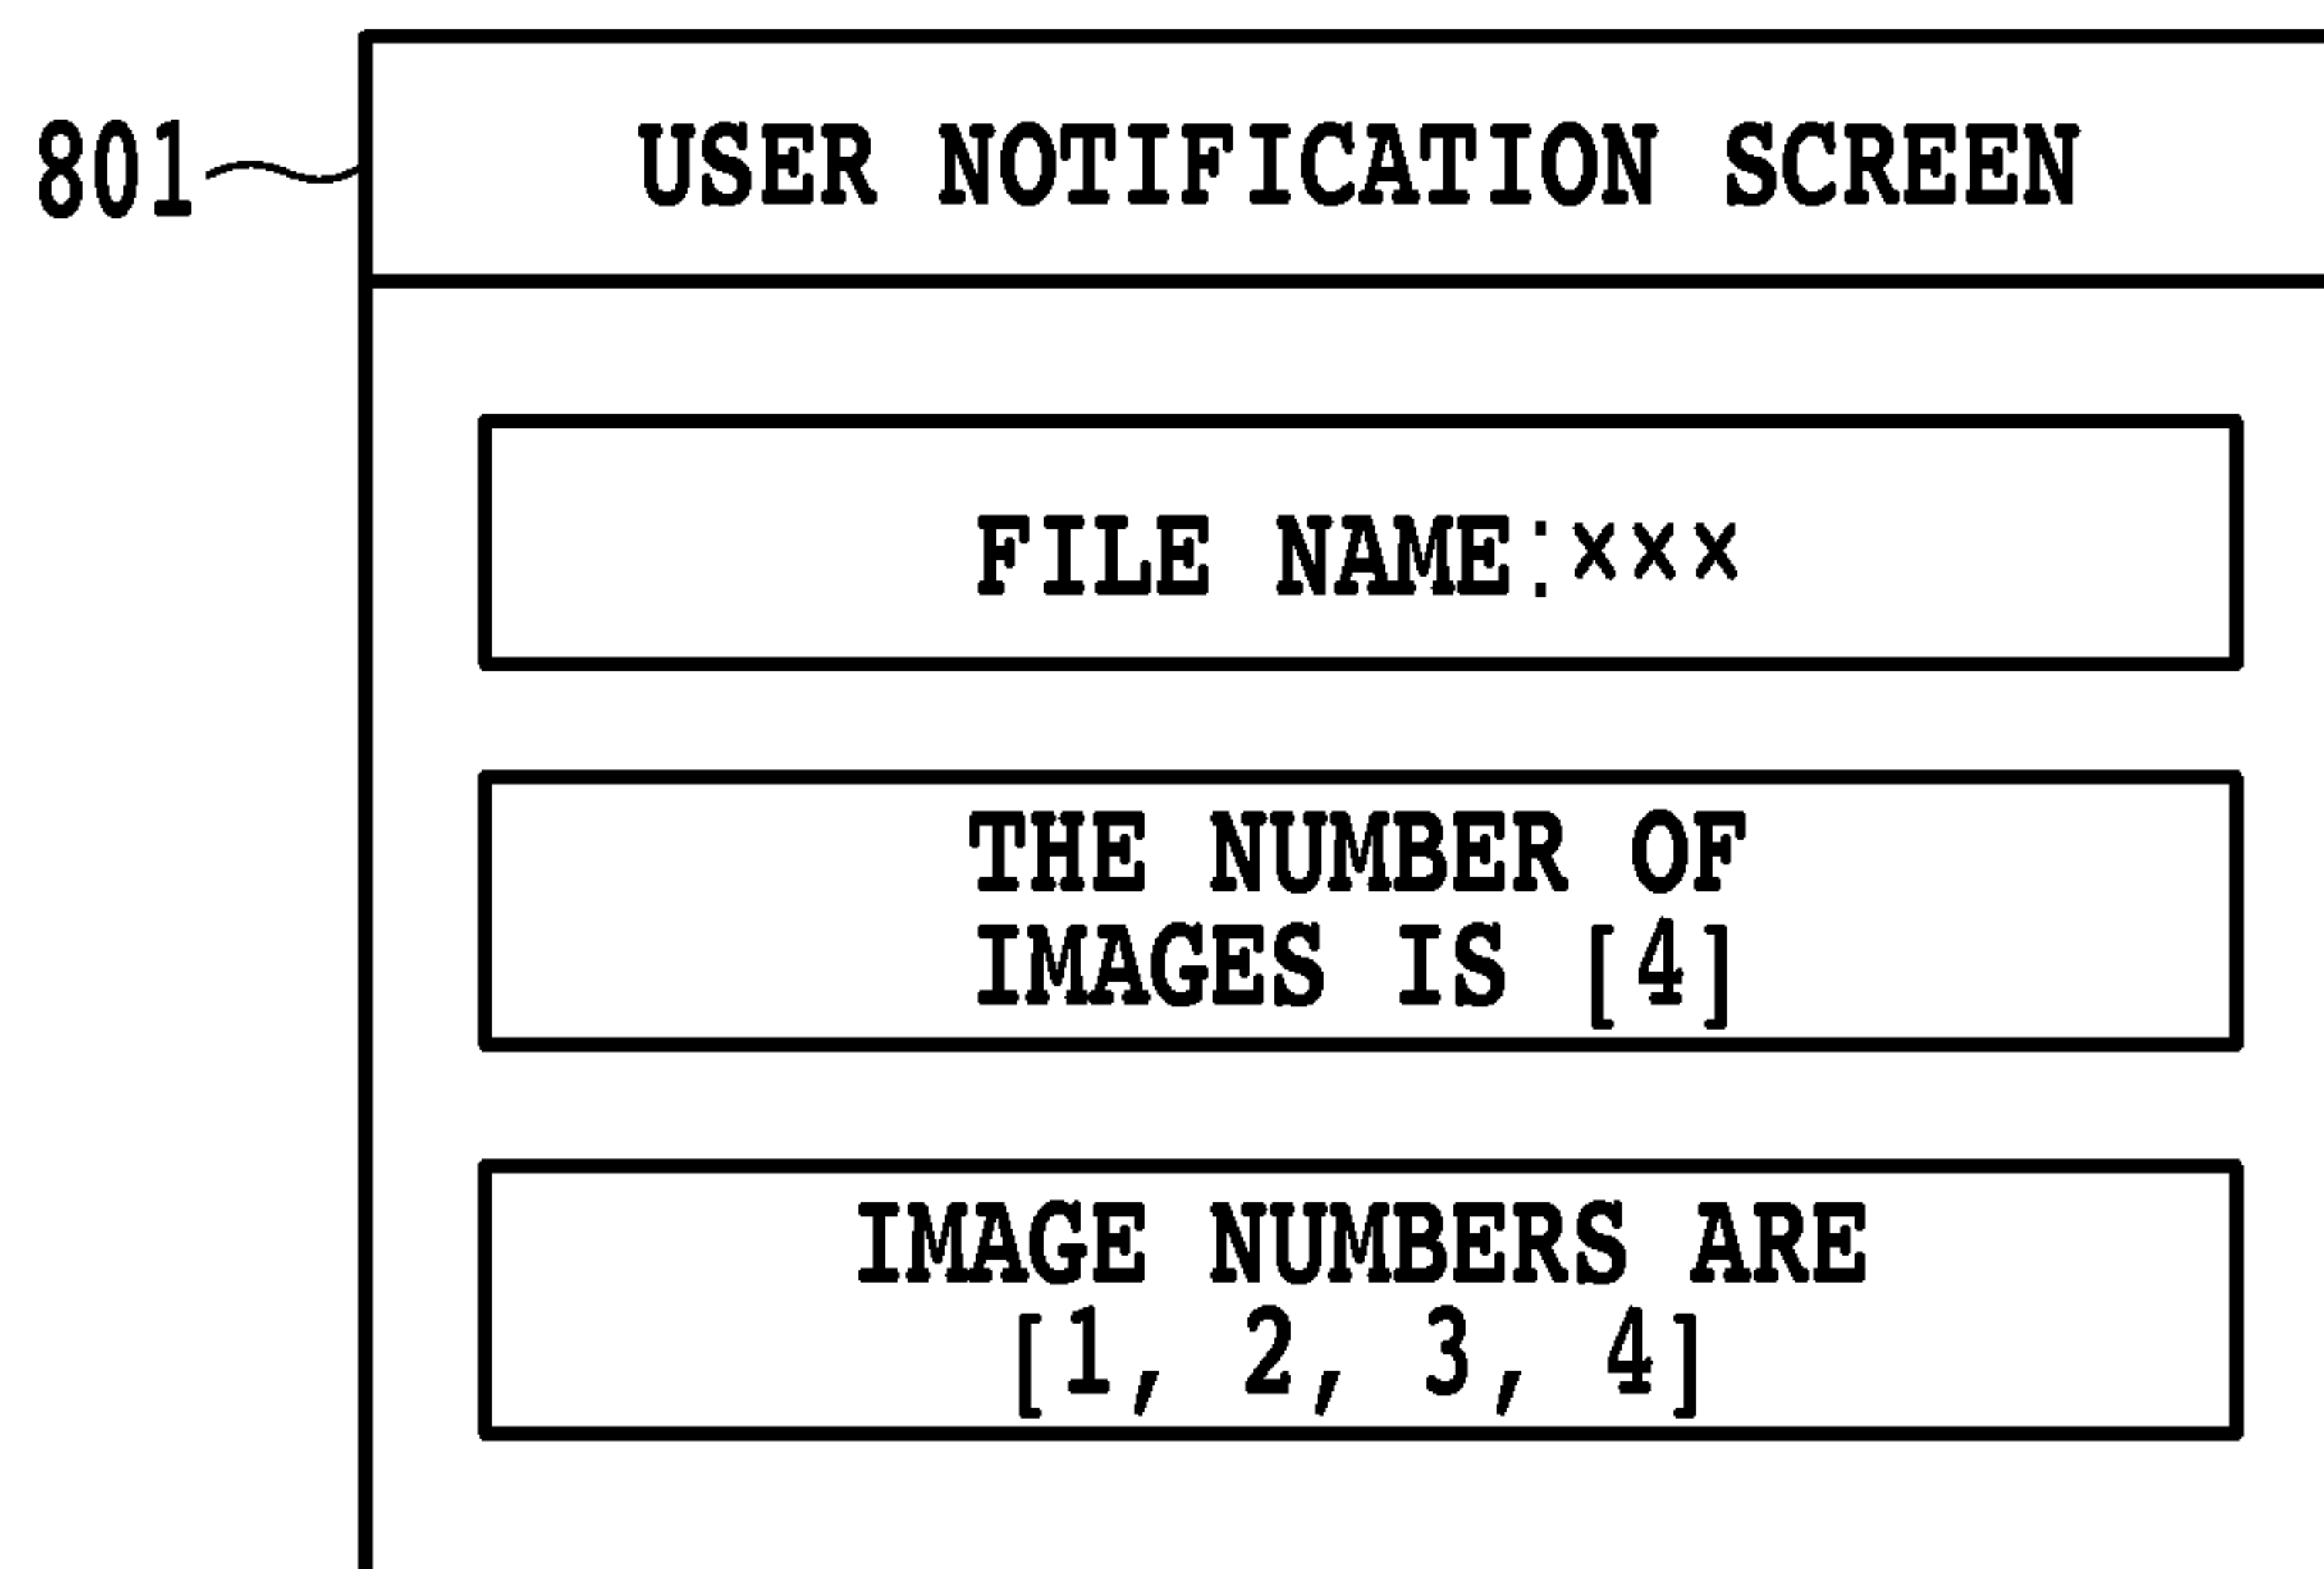 801
USER NOTIFICATION SCREEN
FILE NAME:×××
THE NUMBER OF
IMAGES IS [4]
IMAGE NUMBERS ARE
[1, 2, 3, 4]